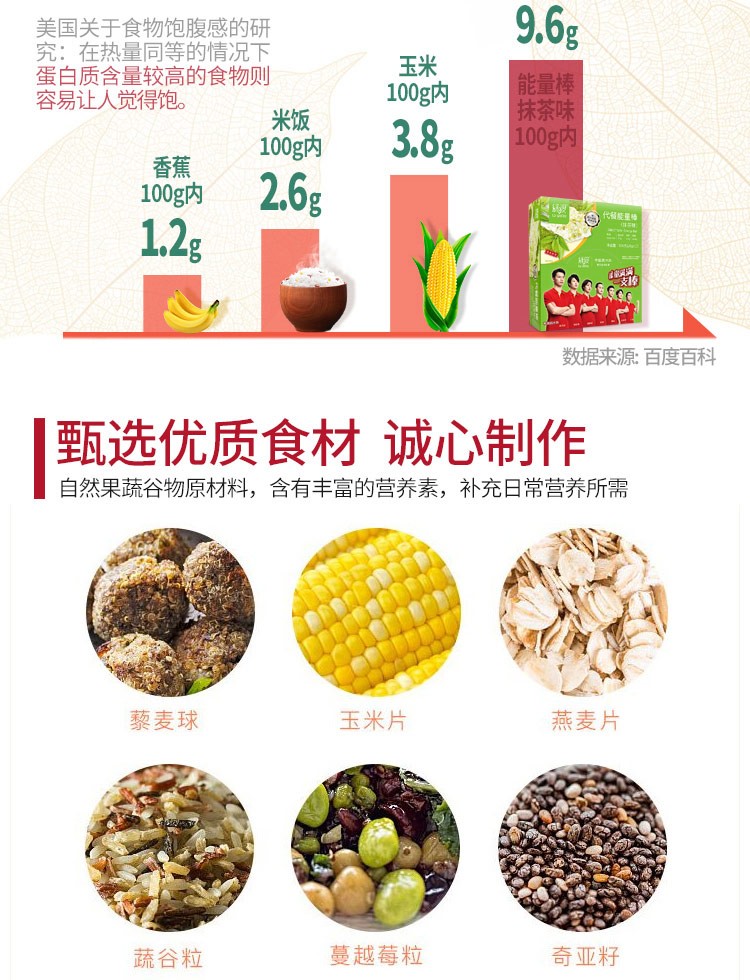 美国关于食物饱腹感的研
究：在热量同等的情况下
蛋白质含量较高的食物则
容易让人觉得饱。
香蕉
100g内
1.2g
米饭
100g内
2.6g
玉米
100g内
3.8g
9.6g
能量棒
抹茶味
100g内
代餐能量棒
数据来源: 百度百科
甄选优质食材 诚心制作
自然果蔬谷物原材料，含有丰富的营养素，补充日常营养所需
藜麦球
玉米片
燕麦片
蔬谷粒
蔓越莓粒
奇亚籽